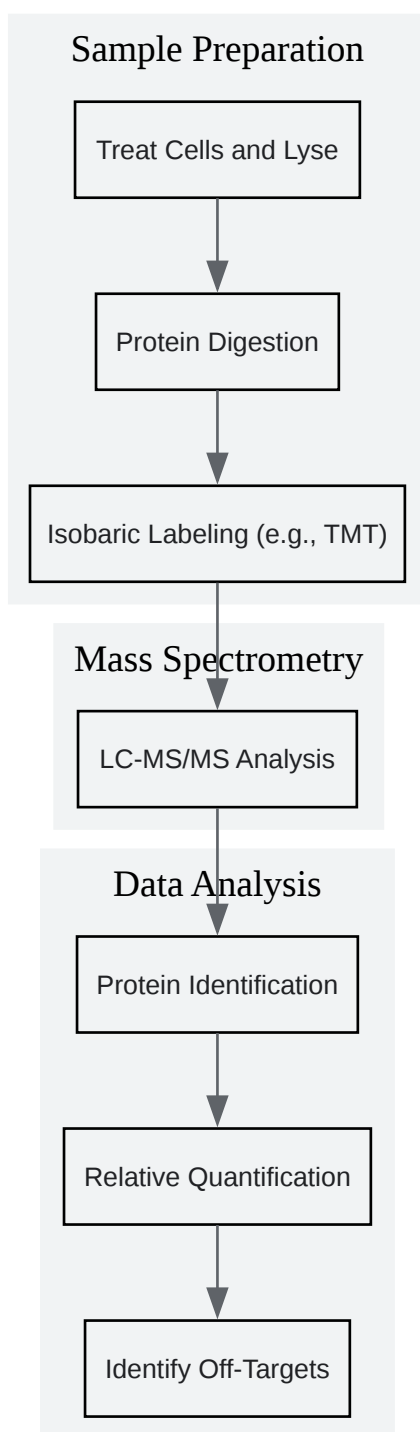 Sample Preparation
Treat Cells and Lyse
Protein Digestion
Isobaric Labeling (e.g., TMT)
Mass Spectrometry
LC-MS/MS Analysis
Data Analysis
Protein Identification
Relative Quantification
Identify Off-Targets